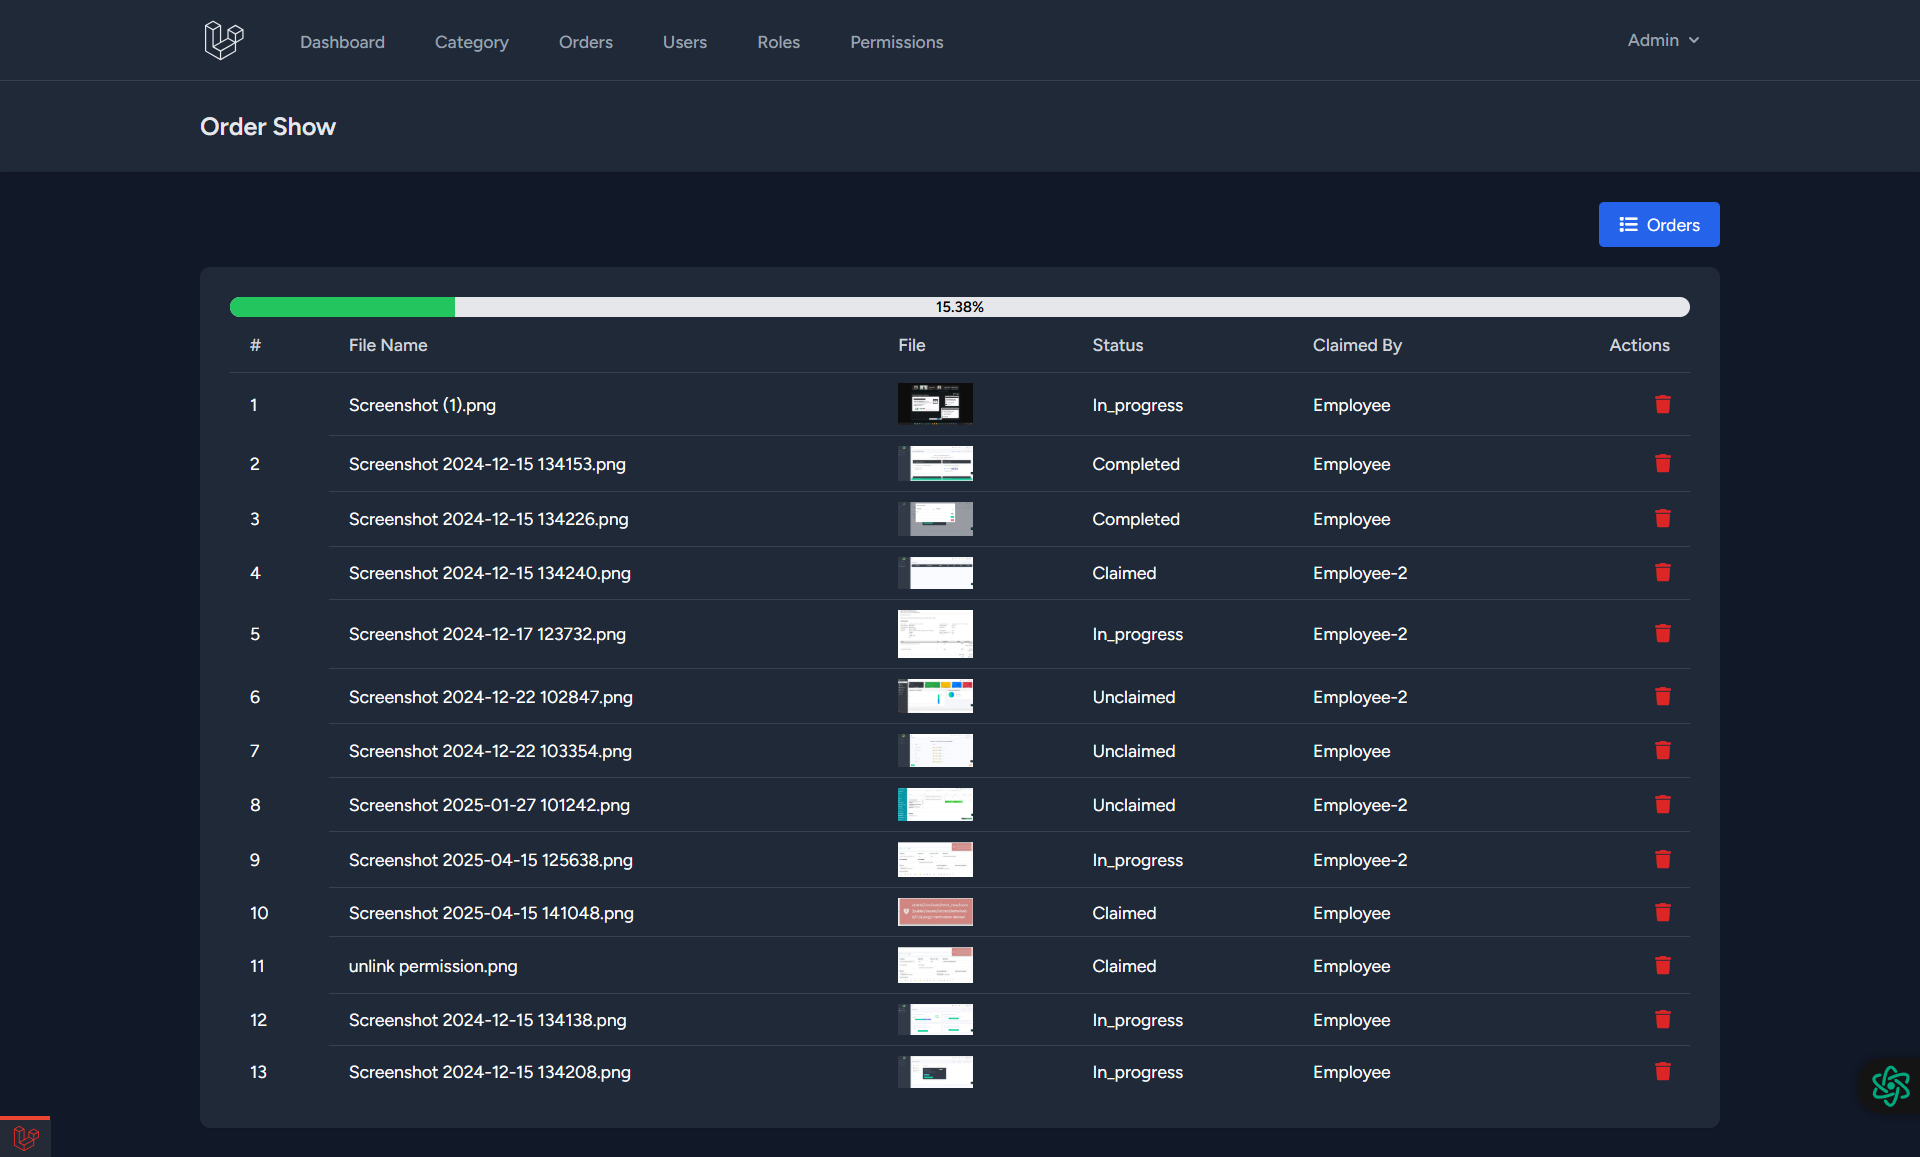 Dashboard Category Orders Users Roles Permissions Admin
Order Show
Orders
15.38%
# File Name File Status Claimed By Actions
1 Screenshot (1).png In_progress Employee
2 Screenshot 2024-12-15 134153.png Completed Employee
3 Screenshot 2024-12-15 134226.png Completed Employee
4 Screenshot 2024-12-15 134240.png Claimed Employee-2
5 Screenshot 2024-12-17 123732.png In_progress Employee-2
6 Screenshot 2024-12-22 102847.png Unclaimed Employee-2
7 Screenshot 2024-12-22 103354.png Unclaimed Employee
8 Screenshot 2025-01-27 101242.png Unclaimed Employee-2
9 Screenshot 2025-04-15 125638.png In_progress Employee-2
10 Screenshot 2025-04-15 141048.png Claimed Employee
11 unlink permission.png Claimed Employee
12 Screenshot 2024-12-15 134138.png In_progress Employee
13 Screenshot 2024-12-15 134208.png In_progress Employee